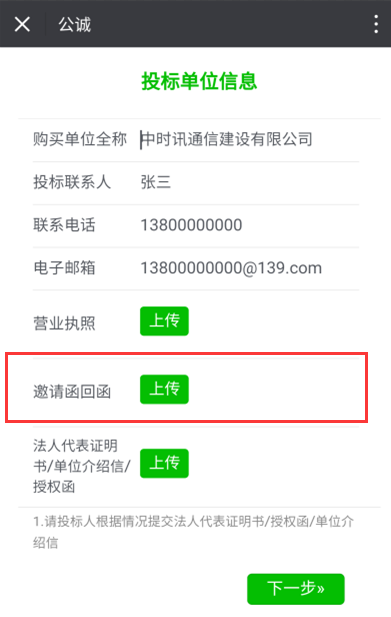 公诚
投标单位信息
购买单位全称 中时讯通信建设有限公司
投标联系人 张三
联系电话 13800000000
电子邮箱 13800000000@139.com
营业执照 上传
邀请函回函 上传
法人代表证明
书/单位介绍信/ 上传
授权函
1.请投标人根据情况提交法人代表证明书/授权函/单位介
绍信
下一步»